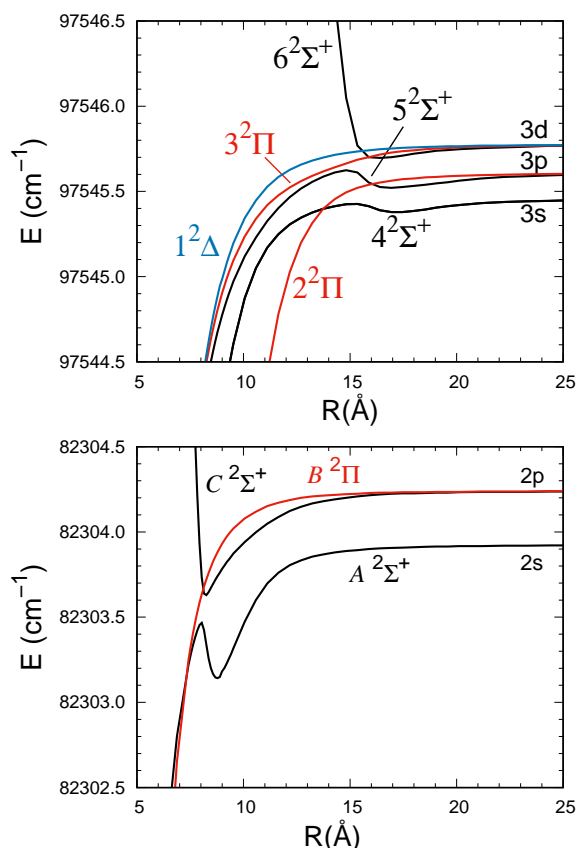 97546.5
97546.0
97545.5
97545.0
97544.5
E (cm⁻¹)
6²Σ⁺
5²Σ⁺
3d
3²Π
3p
3s
1²Δ
4²Σ⁺
2²Π
5 10 15 20 25
R(Å)
82304.5
82304.0
82303.5
82303.0
82302.5
E (cm⁻¹)
C ²Σ⁺
B ²Π
2p
A ²Σ⁺
2s
5 10 15 20 25
R(Å)